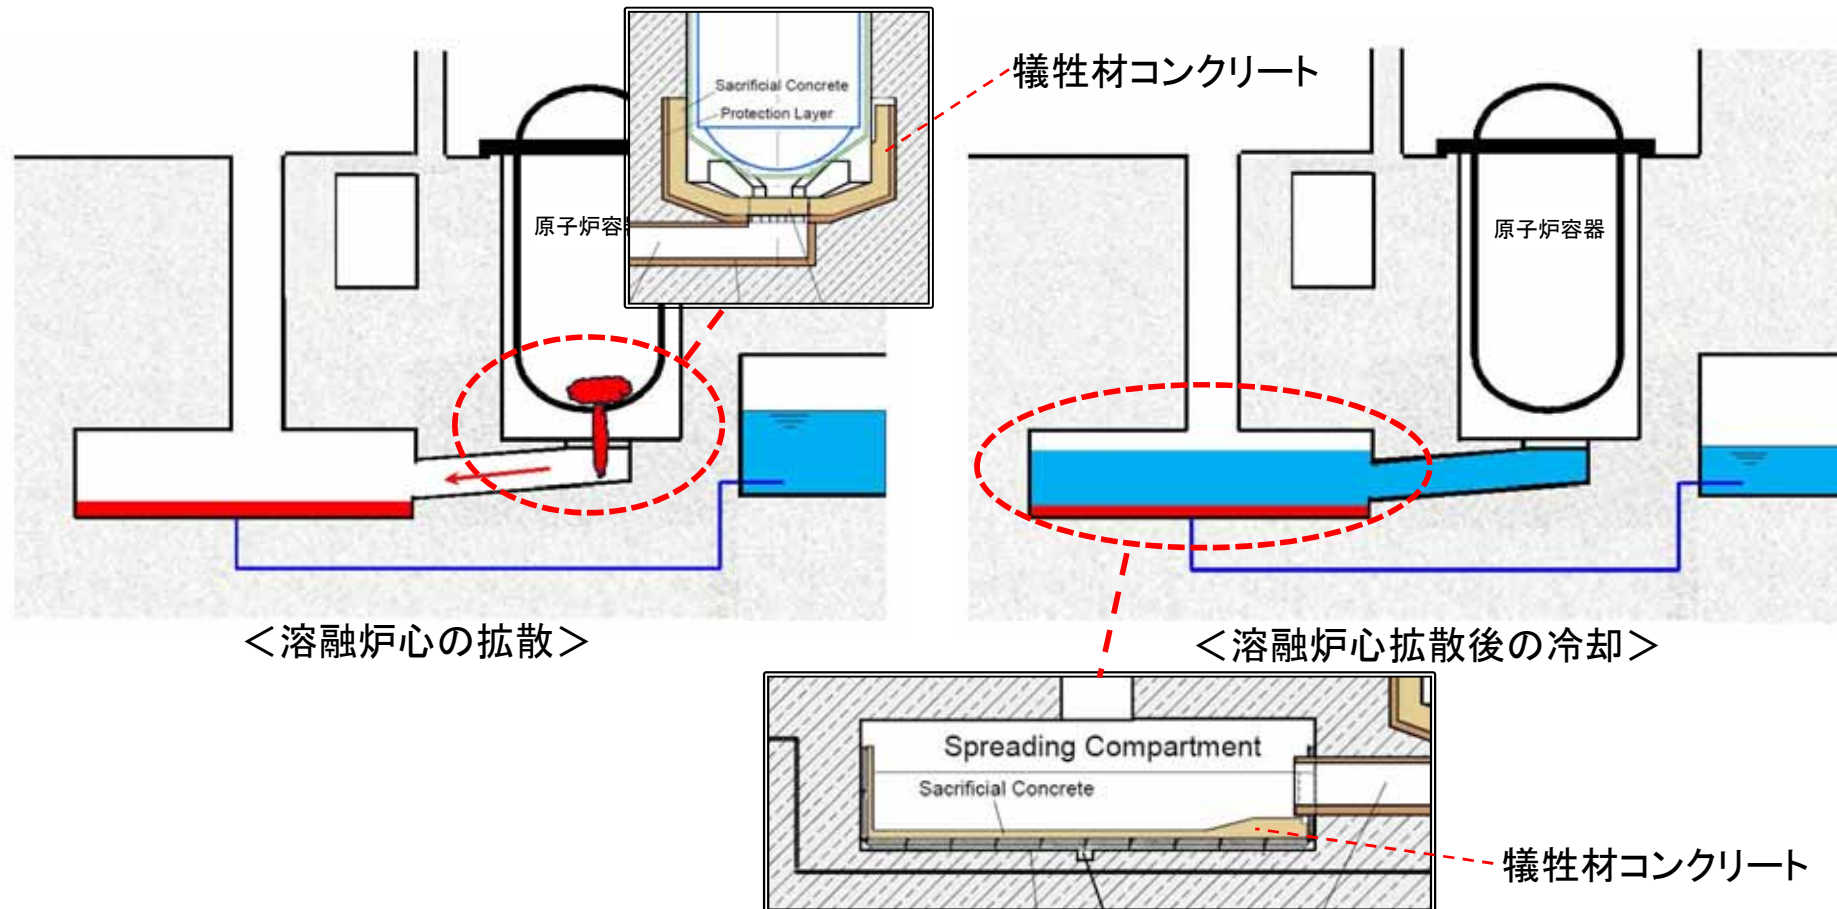 犠牲材コンクリート
Sacrificial Concrete
Protection Layer
原子炉容
原子炉容器
＜溶融炉心の拡散＞
＜溶融炉心拡散後の冷却＞
Spreading Compartment
Sacrificial Concrete
犠牲材コンクリート